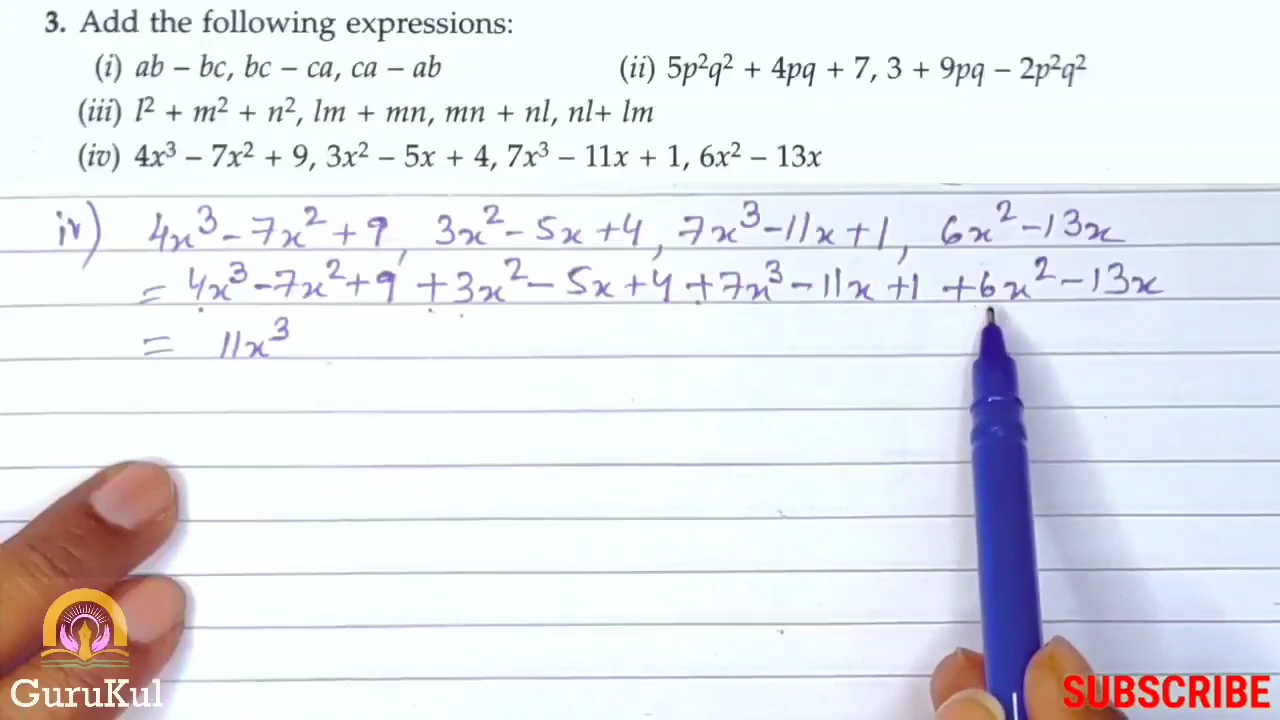 3. Add the following expressions:
(i) ab – bc, bc – ca, ca – ab (ii) 5p²q² + 4pq + 7, 3 + 9pq – 2p²q²
(iii) l² + m² + n², lm + mn, mn + nl, nl+ lm
(iv) 4x³ – 7x² + 9, 3x² – 5x + 4, 7x³ – 11x + 1, 6x² – 13x
iv) 4x³ – 7x² + 9, 3x² – 5x + 4, 7x³ – 11x + 1, 6x² – 13x
= 4x³ – 7x² + 9 + 3x² – 5x + 4 + 7x³ – 11x + 1 + 6x² – 13x
= 11x³
GuruKul
SUBSCRIBE